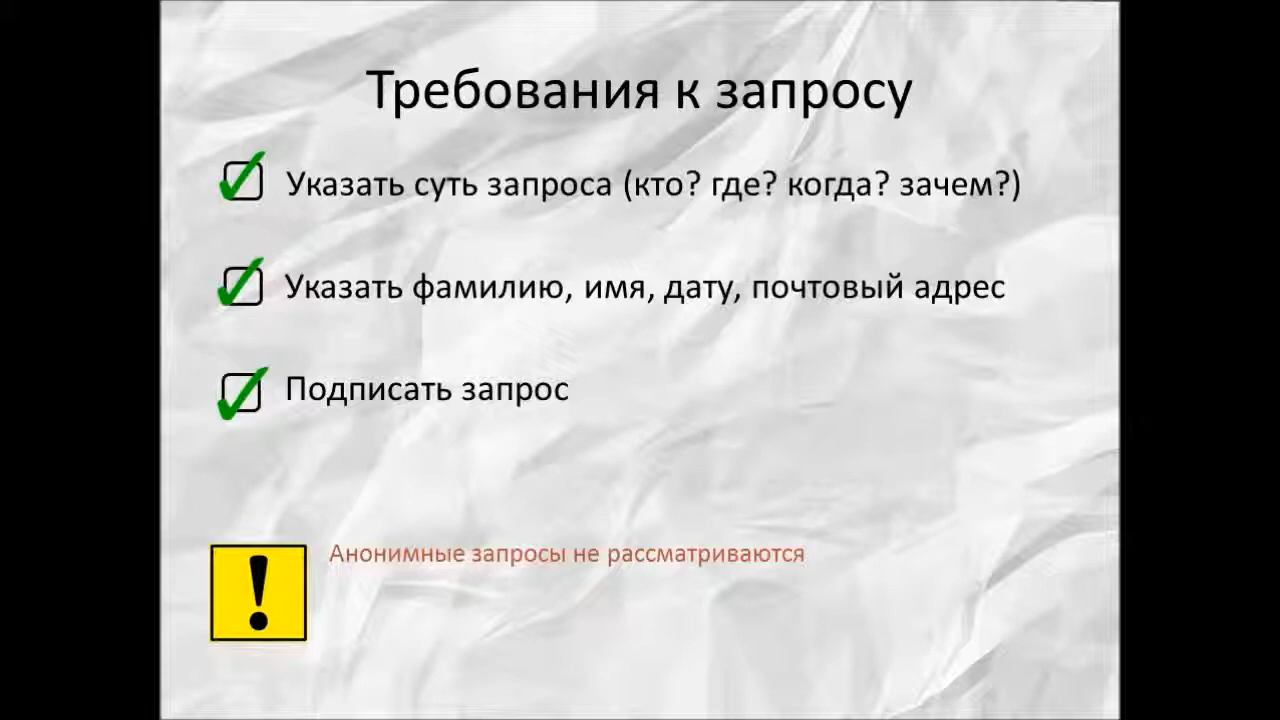 Требования к запросу
Указать суть запроса (кто? где? когда? зачем?)
Указать фамилию, имя, дату, почтовый адрес
Подписать запрос
!
Анонимные запросы не рассматриваются